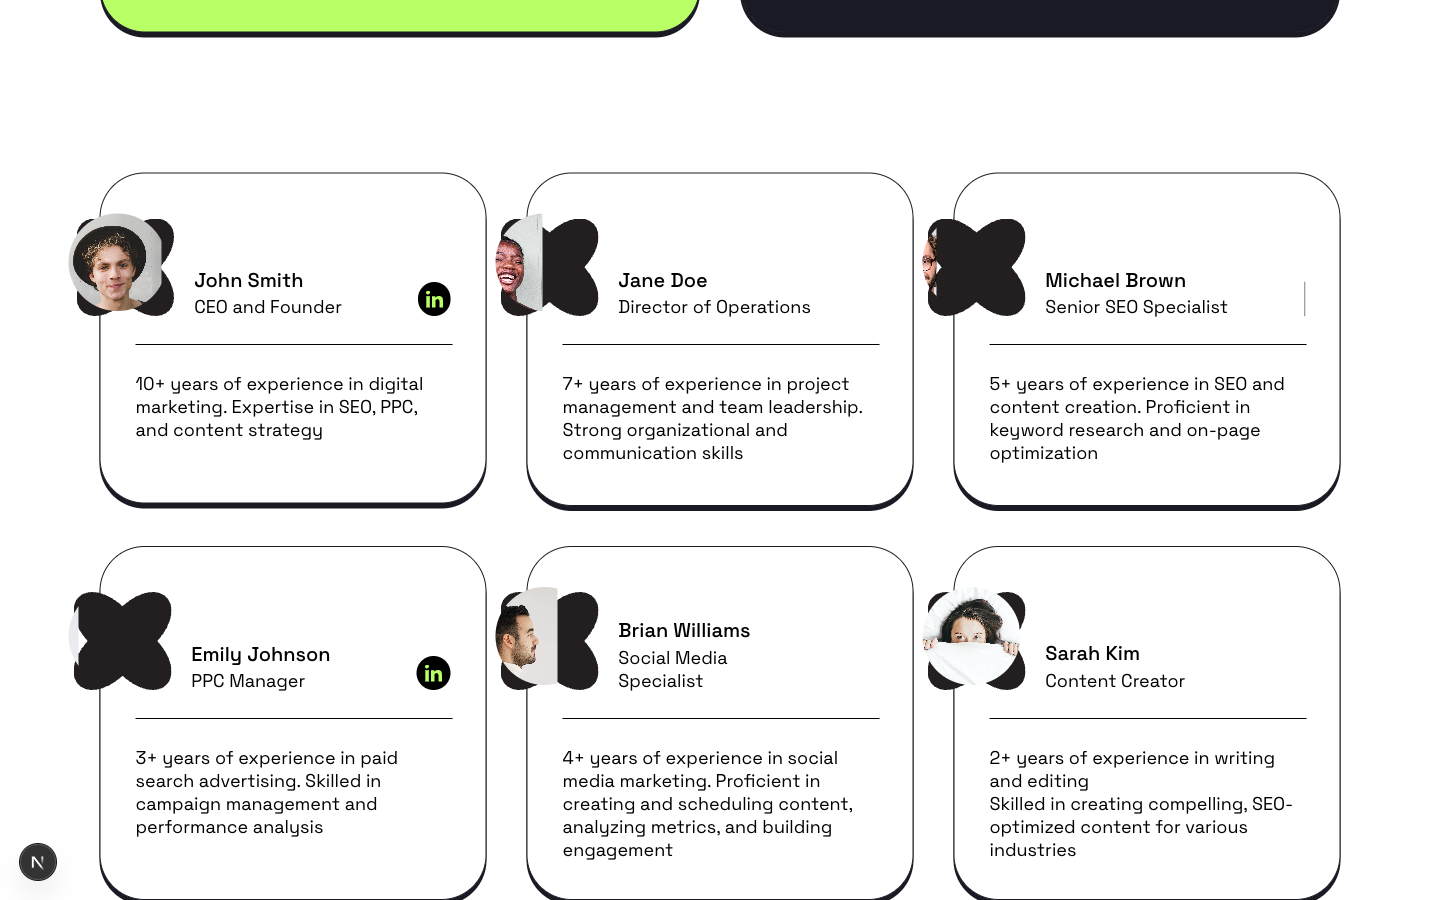 John Smith
CEO and Founder
in
10+ years of experience in digital
marketing. Expertise in SEO, PPC,
and content strategy
Jane Doe
Director of Operations
7+ years of experience in project
management and team leadership.
Strong organizational and
communication skills
Michael Brown
Senior SEO Specialist
5+ years of experience in SEO and
content creation. Proficient in
keyword research and on-page
optimization
Emily Johnson
PPC Manager
in
3+ years of experience in paid
search advertising. Skilled in
campaign management and
performance analysis
Brian Williams
Social Media
Specialist
4+ years of experience in social
media marketing. Proficient in
creating and scheduling content,
analyzing metrics, and building
engagement
Sarah Kim
Content Creator
2+ years of experience in writing
and editing
Skilled in creating compelling, SEO-
optimized content for various
industries
N